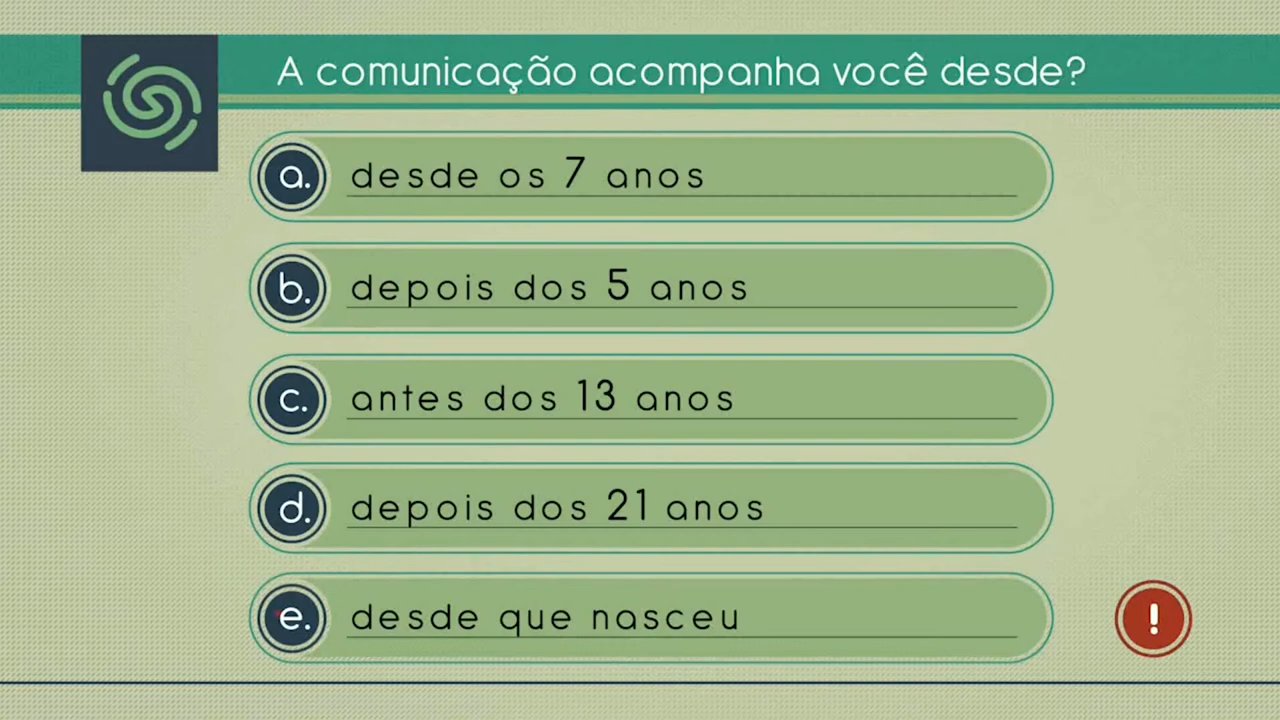 A comunicação acompanha você desde?
a. desde os 7 anos
b. depois dos 5 anos
c. antes dos 13 anos
d. depois dos 21 anos
e. desde que nasceu
!